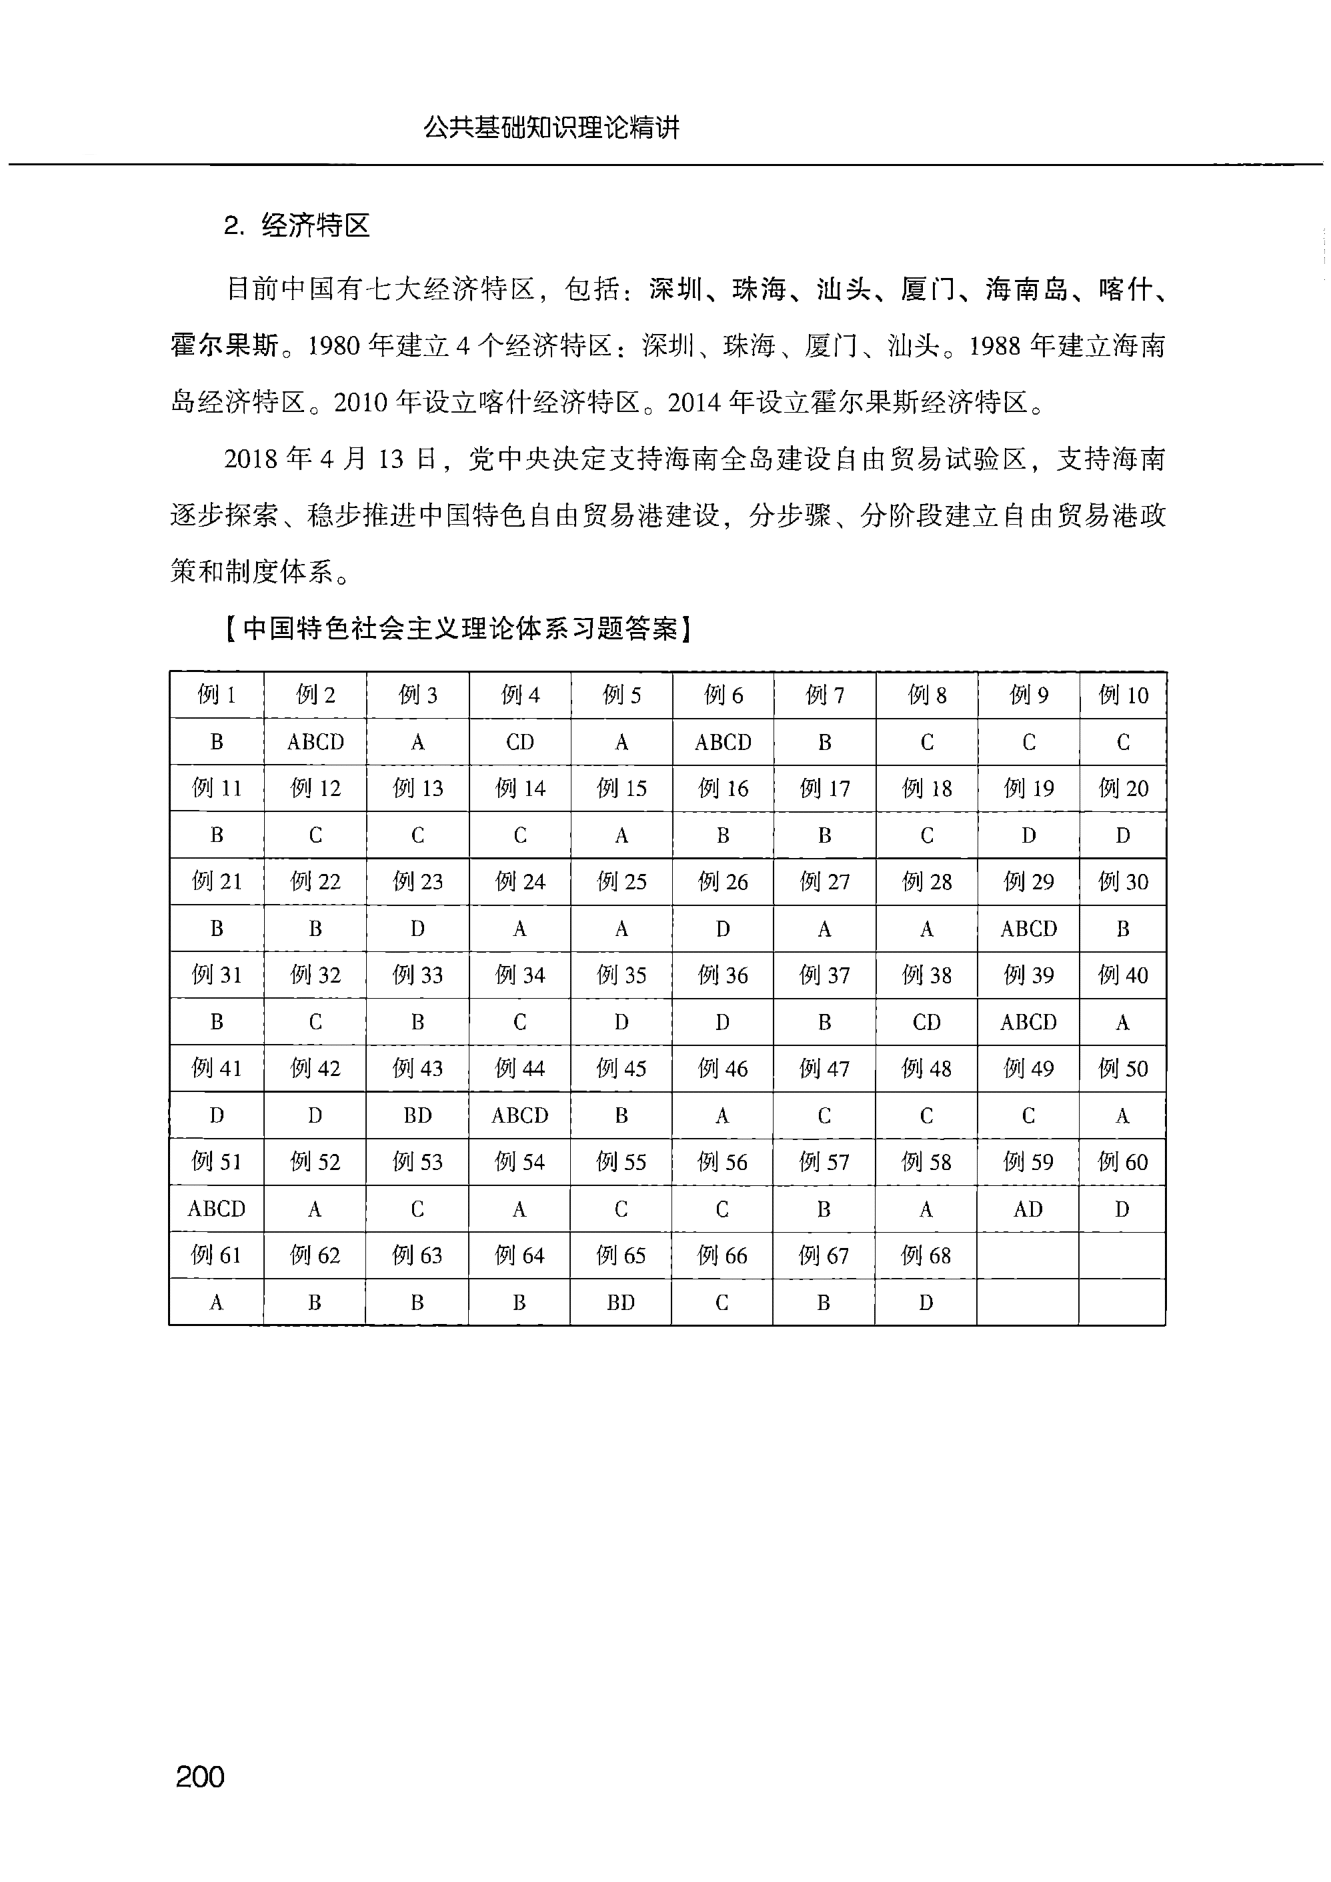 公共基础知识理论精讲
2. 经济特区
目前中国有七大经济特区，包括：深圳、珠海、汕头、厦门、海南岛、喀什、
霍尔果斯。1980 年建立 4 个经济特区：深圳、珠海、厦门、汕头。1988 年建立海南
岛经济特区。2010 年设立喀什经济特区。2014 年设立霍尔果斯经济特区。
2018 年 4 月 13 日，党中央决定支持海南全岛建设自由贸易试验区，支持海南
逐步探索、稳步推进中国特色自由贸易港建设，分步骤、分阶段建立自由贸易港政
策和制度体系。
【中国特色社会主义理论体系习题答案】
例 1 例 2 例 3 例 4 例 5 例 6 例 7 例 8 例 9 例 10
B ABCD A CD A ABCD B C C C
例 11 例 12 例 13 例 14 例 15 例 16 例 17 例 18 例 19 例 20
B C C C A B B C D D
例 21 例 22 例 23 例 24 例 25 例 26 例 27 例 28 例 29 例 30
B B D A A D A A ABCD B
例 31 例 32 例 33 例 34 例 35 例 36 例 37 例 38 例 39 例 40
B C B C D D B CD ABCD A
例 41 例 42 例 43 例 44 例 45 例 46 例 47 例 48 例 49 例 50
D D BD ABCD B A C C C A
例 51 例 52 例 53 例 54 例 55 例 56 例 57 例 58 例 59 例 60
ABCD A C A C C B A AD D
例 61 例 62 例 63 例 64 例 65 例 66 例 67 例 68
A B B B BD C B D
200